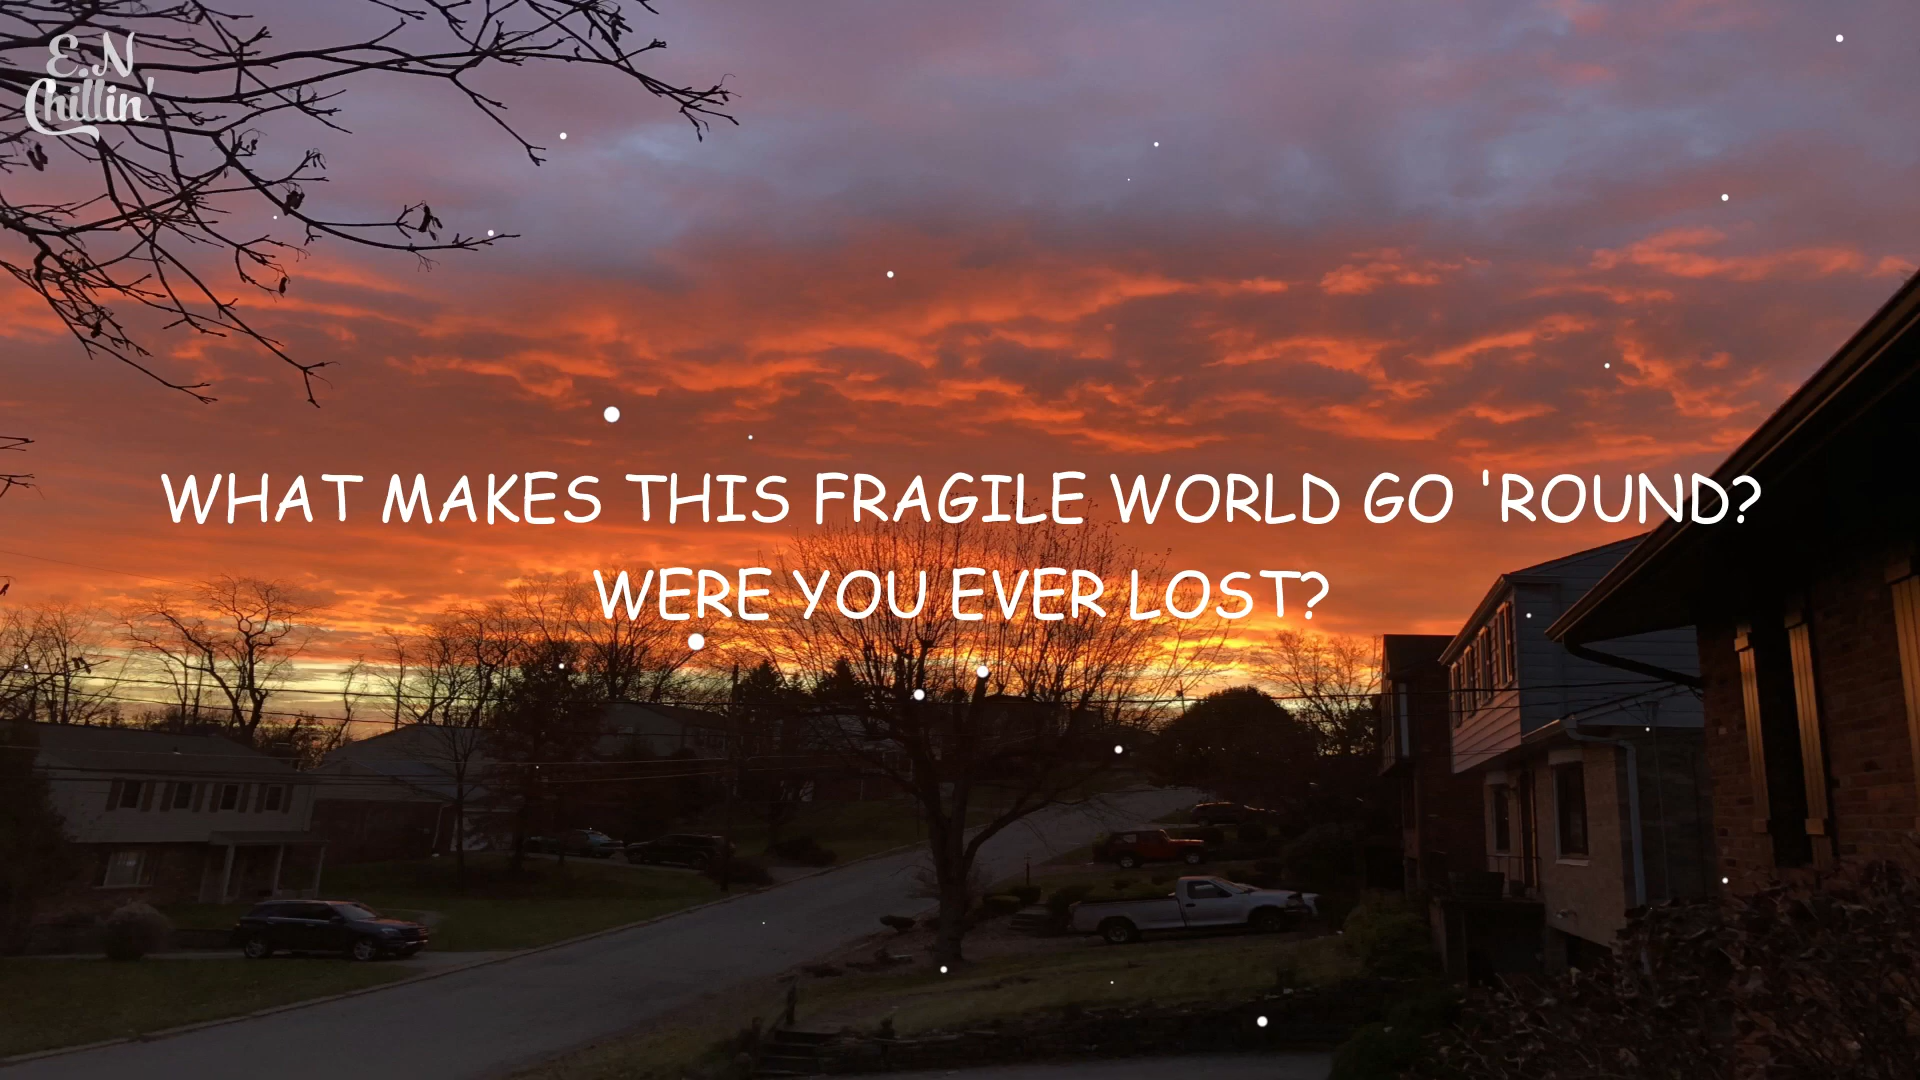 E.N
Chillin'
WHAT MAKES THIS FRAGILE WORLD GO 'ROUND?
WERE YOU EVER LOST?